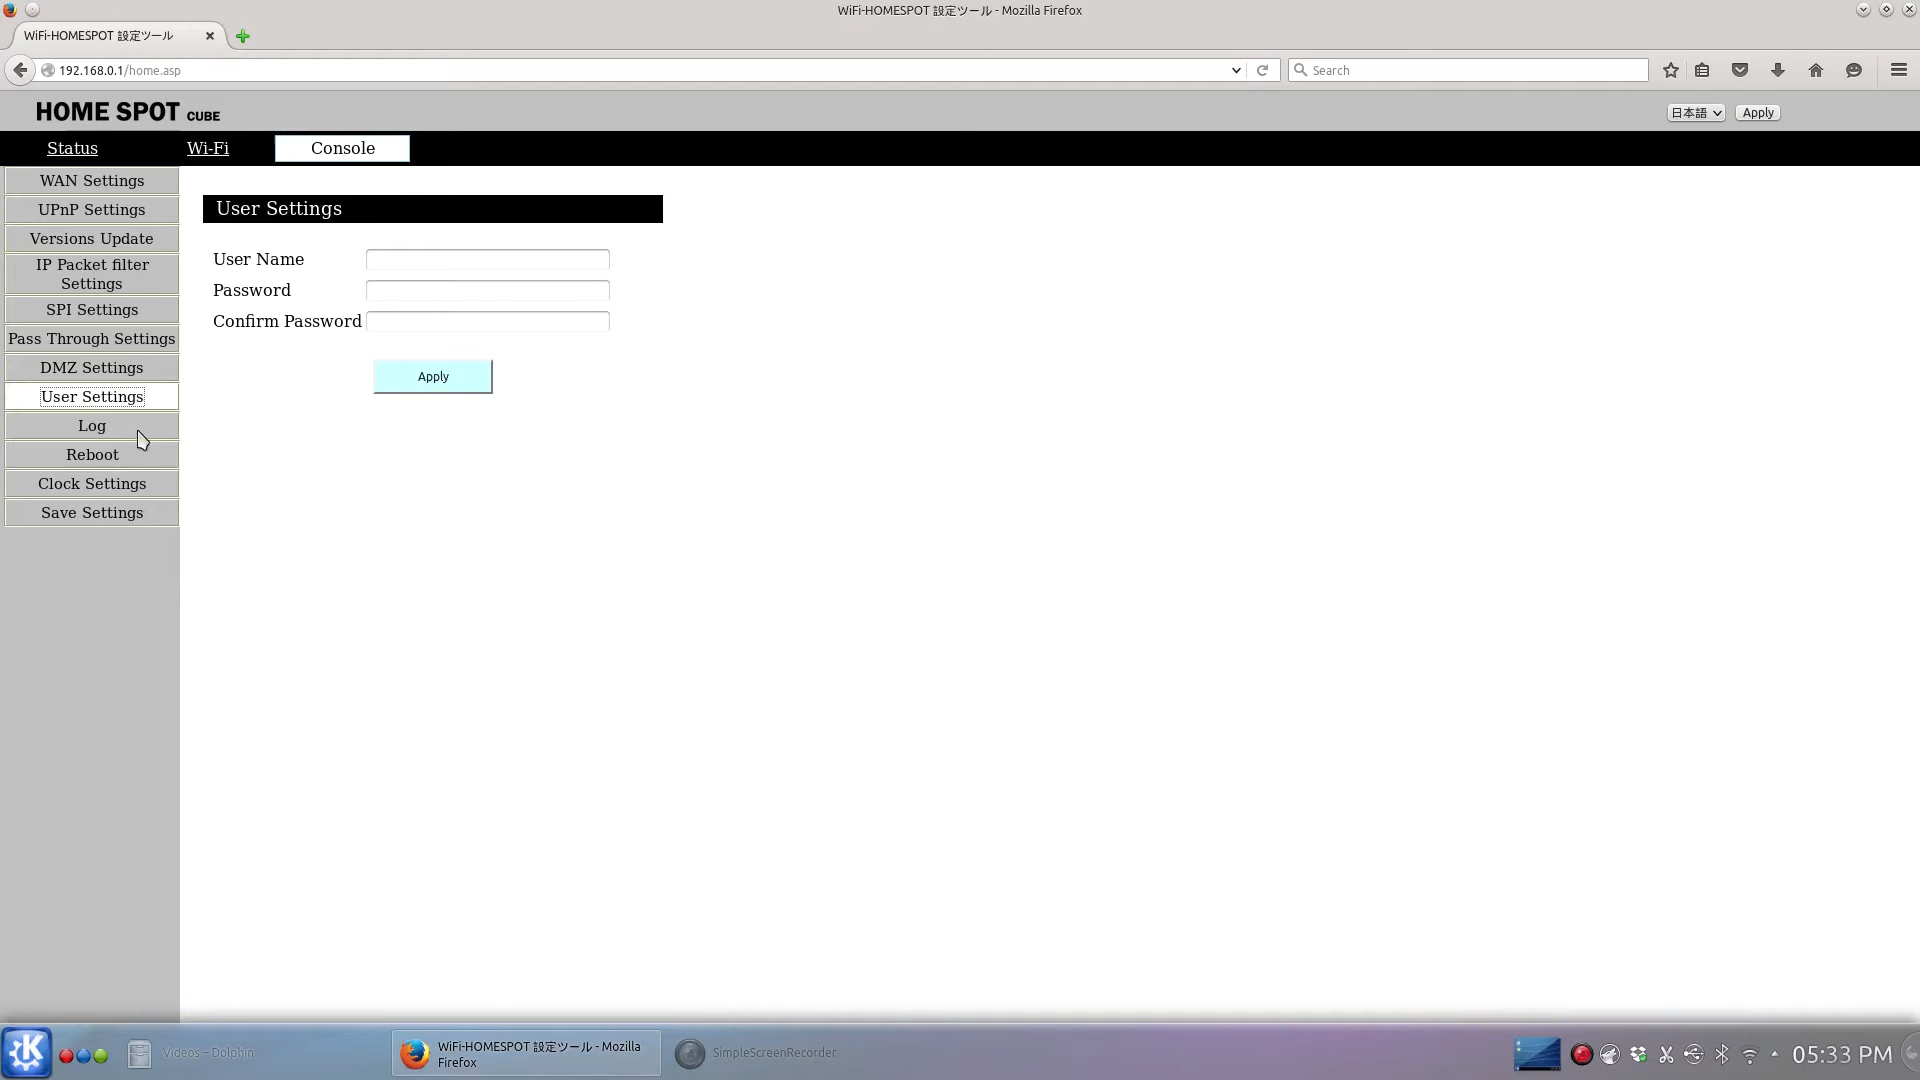 WiFi-HOMESPOT 設定ツール - Mozilla Firefox
WiFi-HOMESPOT 設定ツール
192.168.0.1/home.asp
Search
HOME SPOT CUBE
日本語
Apply
Status
Wi-Fi
Console
WAN Settings
UPnP Settings
Versions Update
IP Packet filter
Settings
SPI Settings
Pass Through Settings
DMZ Settings
User Settings
Log
Reboot
Clock Settings
Save Settings
User Settings
User Name
Password
Confirm Password
Apply
Videos - Dolphin
WiFi-HOMESPOT 設定ツール - Mozilla
Firefox
SimpleScreenRecorder
05:33 PM